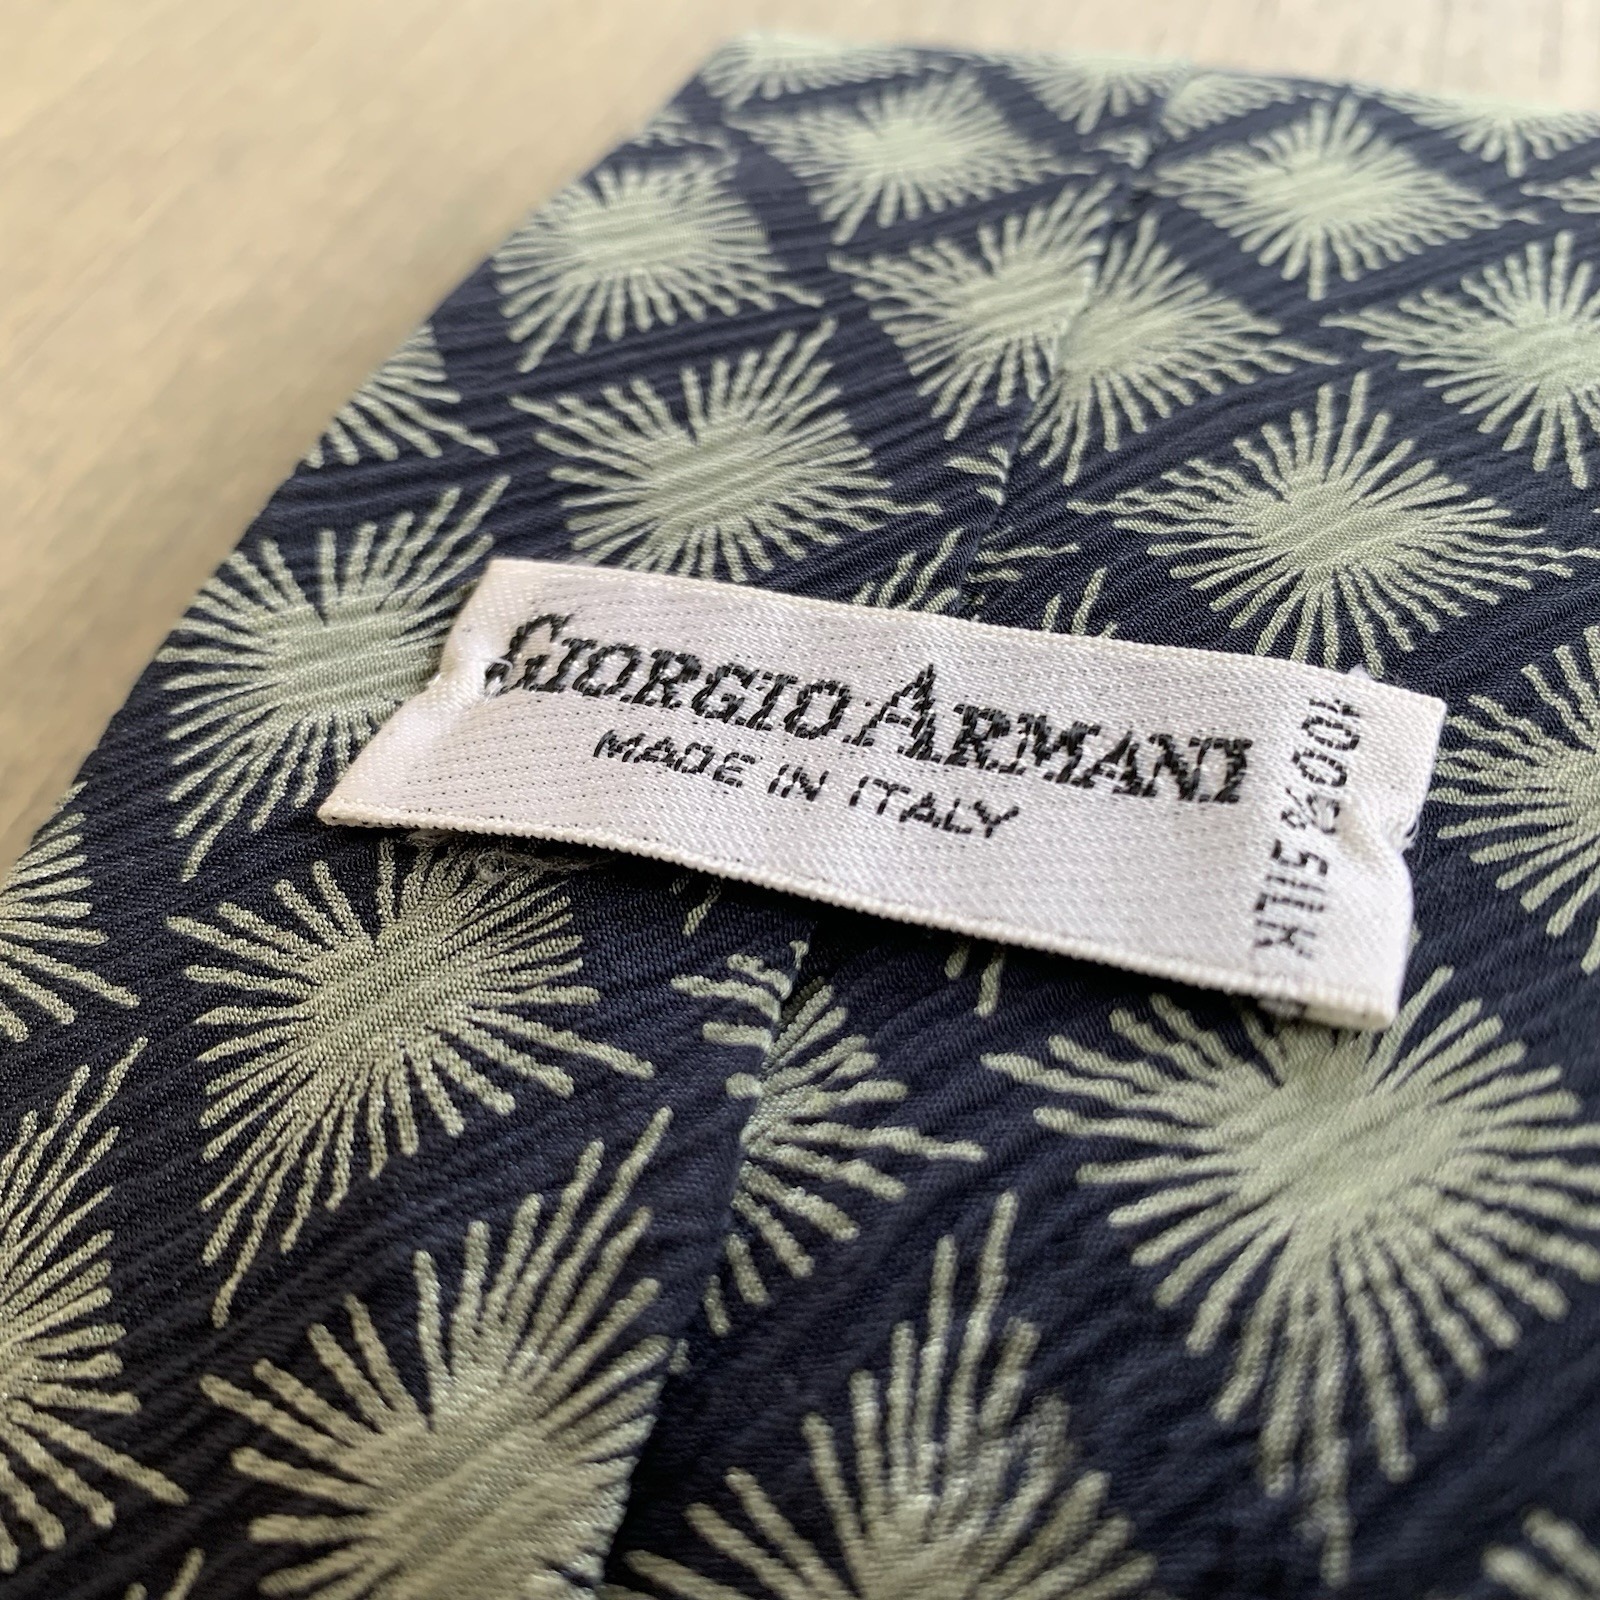 GIORGIO ARMANI
MADE IN ITALY
100% SILK